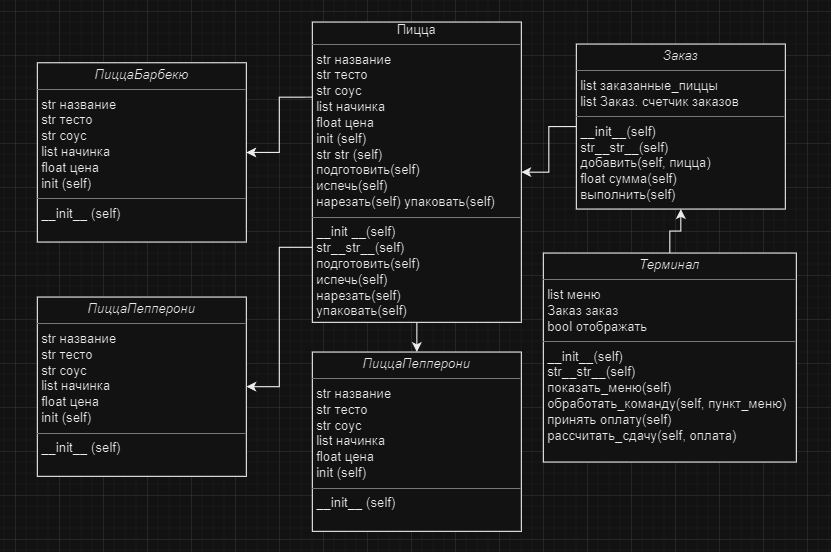 Пицца
str название
str тесто
str соус
list начинка
float цена
init (self)
str str (self)
подготовить(self)
испечь(self)
нарезать(self) упаковать(self)
__init __(self)
str__str__(self)
подготовить(self)
испечь(self)
нарезать(self)
упаковать(self)
ПиццаБарбекю
str название
str тесто
str соус
list начинка
float цена
init (self)
__init__ (self)
ПиццаПепперони
str название
str тесто
str соус
list начинка
float цена
init (self)
__init__ (self)
ПиццаПепперони
str название
str тесто
str соус
list начинка
float цена
init (self)
__init__ (self)
Заказ
list заказанные_пиццы
list Заказ. счетчик заказов
__init__(self)
str__str__(self)
добавить(self, пицца)
float сумма(self)
выполнить(self)
Терминал
list меню
Заказ заказ
bool отображать
__init__(self)
str__str__(self)
показать_меню(self)
обработать_команду(self, пункт_меню)
принять оплату(self)
рассчитать_сдачу(self, оплата)